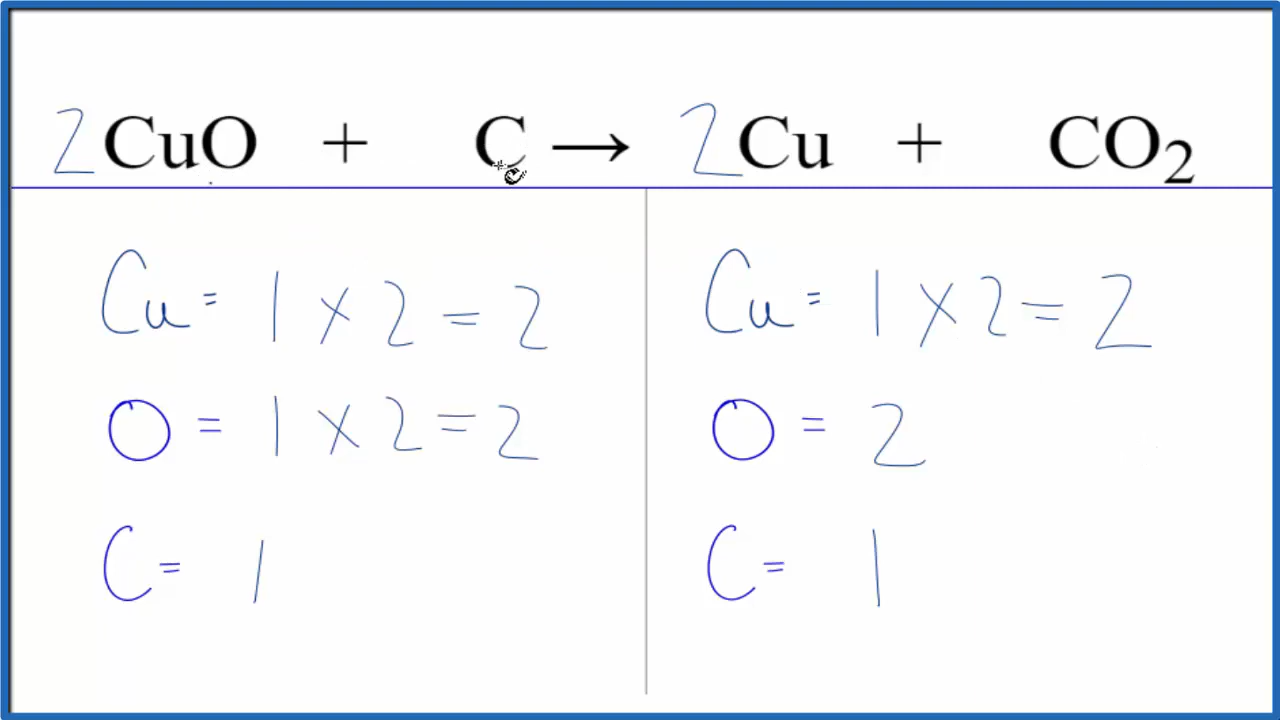 2CuO + C → 2Cu + CO₂
Cu = 1 × 2 = 2
O = 1 × 2 = 2
C = 1
Cu = 1 × 2 = 2
O = 2
C = 1